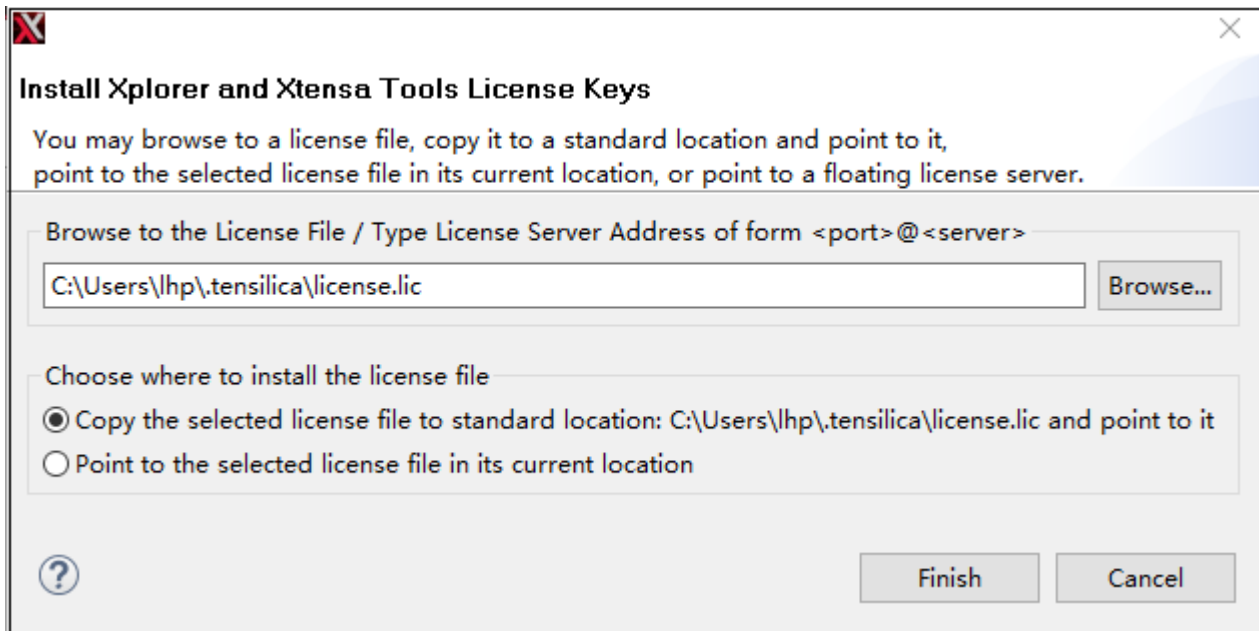 Install Xplorer and Xtensa Tools License Keys
You may browse to a license file, copy it to a standard location and point to it,
point to the selected license file in its current location, or point to a floating license server.
Browse to the License File / Type License Server Address of form <port>@<server>
C:\Users\lhp\.tensilica\license.lic
Browse...
Choose where to install the license file
Copy the selected license file to standard location: C:\Users\lhp\.tensilica\license.lic and point to it
Point to the selected license file in its current location
Finish
Cancel